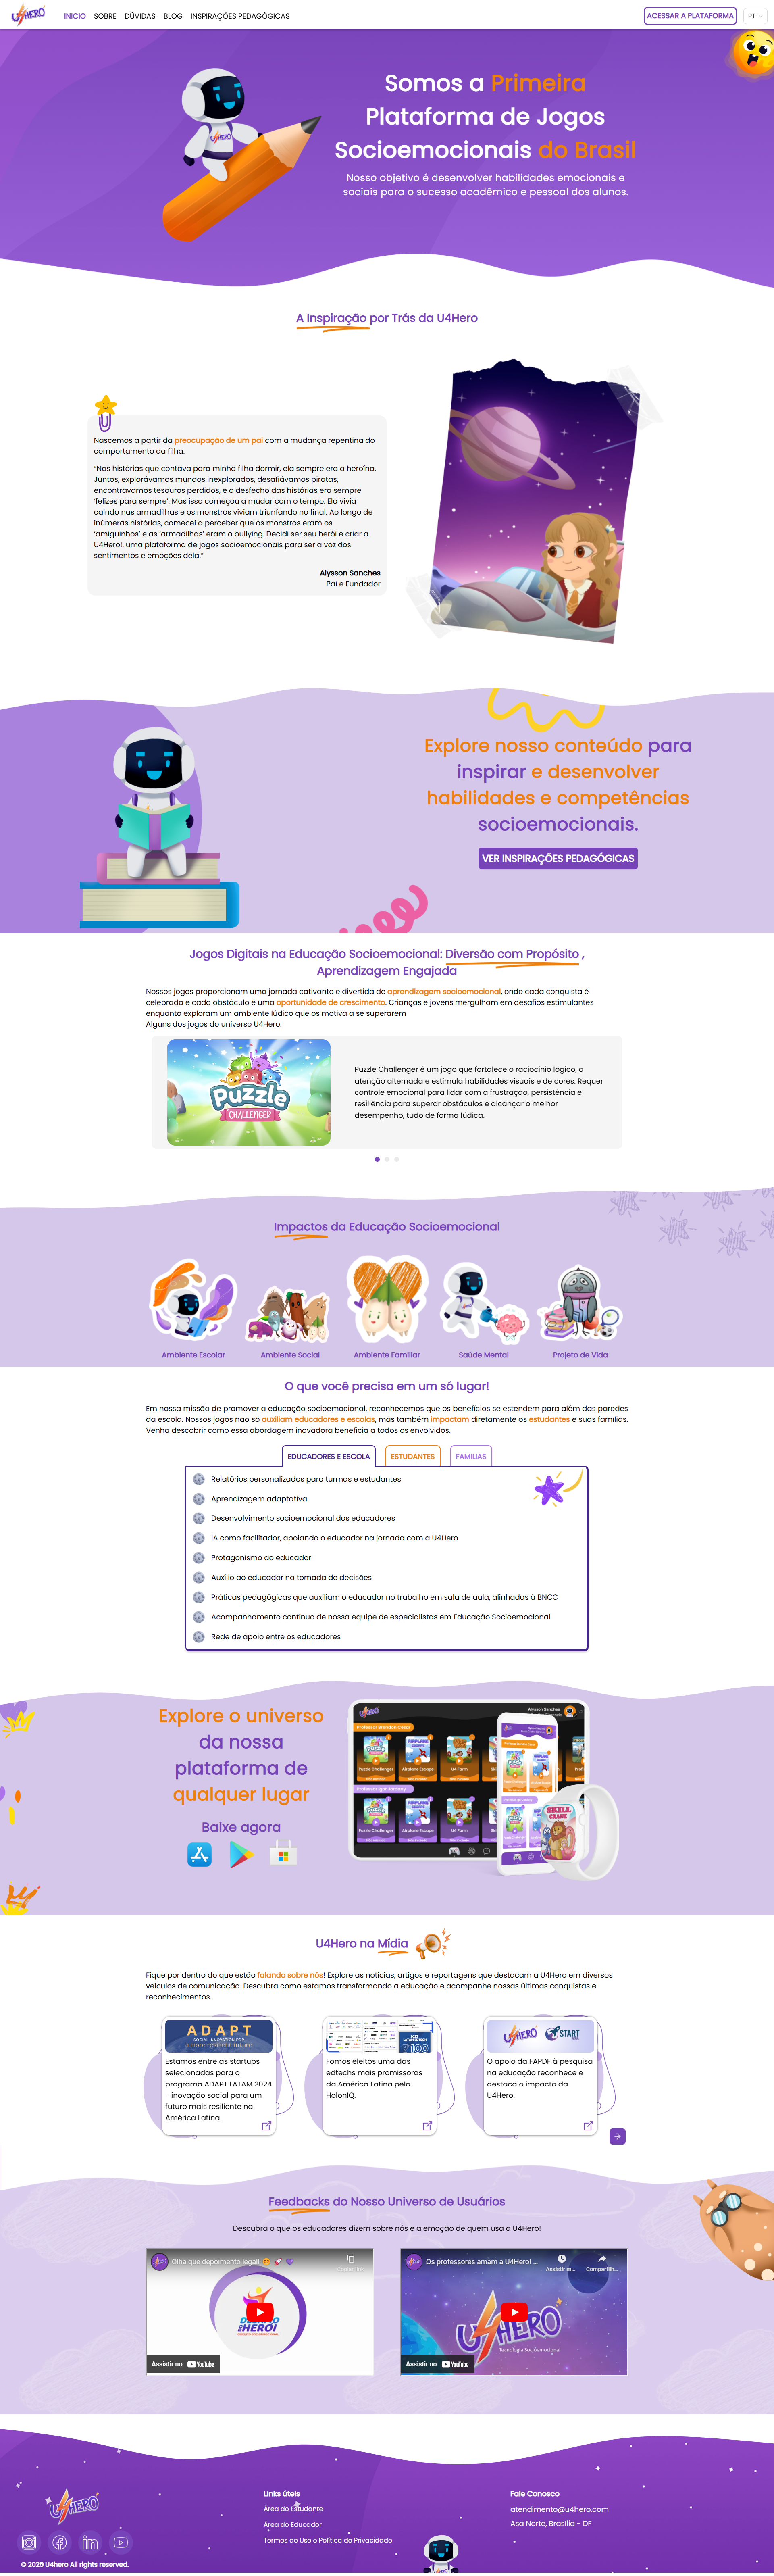 U4HERO
INICIO SOBRE DÚVIDAS BLOG INSPIRAÇÕES PEDAGÓGICAS
ACESSAR A PLATAFORMA
PT
U4HERO
Somos a Primeira
Plataforma de Jogos
Socioemocionais do Brasil
Nosso objetivo é desenvolver habilidades emocionais e
sociais para o sucesso acadêmico e pessoal dos alunos.
A Inspiração por Trás da U4Hero
Nascemos a partir da preocupação de um pai com a mudança repentina do
comportamento da filha.
“Nas histórias que contava para minha filha dormir, ela sempre era a heroína.
Juntos, explorávamos mundos inexplorados, desafiávamos piratas,
encontrávamos tesouros perdidos, e o desfecho das histórias era sempre
‘felizes para sempre’. Mas isso começou a mudar com o tempo. Ela vivia
caindo nas armadilhas e os monstros viviam triunfando no final. Ao longo de
inúmeras histórias, comecei a perceber que os monstros eram os
‘amiguinhos’ e as ‘armadilhas’ eram o bullying. Decidi ser seu herói e criar a
U4Hero!, uma plataforma de jogos socioemocionais para ser a voz dos
sentimentos e emoções dela.”
Alysson Sanches
Pai e Fundador
Explore nosso conteúdo para
inspirar e desenvolver
habilidades e competências
socioemocionais.
VER INSPIRAÇÕES PEDAGÓGICAS
Jogos Digitais na Educação Socioemocional: Diversão com Propósito ,
Aprendizagem Engajada
Nossos jogos proporcionam uma jornada cativante e divertida de aprendizagem socioemocional, onde cada conquista é
celebrada e cada obstáculo é uma oportunidade de crescimento. Crianças e jovens mergulham em desafios estimulantes
enquanto exploram um ambiente lúdico que os motiva a se superarem
Alguns dos jogos do universo U4Hero:
Puzzle
CHALLENGER
Puzzle Challenger é um jogo que fortalece o raciocínio lógico, a
atenção alternada e estimula habilidades visuais e de cores. Requer
controle emocional para lidar com a frustração, persistência e
resiliência para superar obstáculos e alcançar o melhor
desempenho, tudo de forma lúdica.
Impactos da Educação Socioemocional
Ambiente Escolar
Ambiente Social
Ambiente Familiar
Saúde Mental
Projeto de Vida
O que você precisa em um só lugar!
Em nossa missão de promover a educação socioemocional, reconhecemos que os benefícios se estendem para além das paredes
da escola. Nossos jogos não só auxiliam educadores e escolas, mas também impactam diretamente os estudantes e suas famílias.
Venha descobrir como essa abordagem inovadora beneficia a todos os envolvidos.
EDUCADORES E ESCOLA ESTUDANTES FAMILIAS
Relatórios personalizados para turmas e estudantes
Aprendizagem adaptativa
Desenvolvimento socioemocional dos educadores
IA como facilitador, apoiando o educador na jornada com a U4Hero
Protagonismo ao educador
Auxílio ao educador na tomada de decisões
Práticas pedagógicas que auxiliam o educador no trabalho em sala de aula, alinhadas à BNCC
Acompanhamento contínuo de nossa equipe de especialistas em Educação Socioemocional
Rede de apoio entre os educadores
Explore o universo
da nossa
plataforma de
qualquer lugar
Baixe agora
Alysson Sanches
Professor Brendon Cesar
Puzzle Challenger Airplane Escape U4 Farm
Puzzle Challenger Airplane Escape U4 Farm
SKILL
CRANE
U4Hero na Mídia
Fique por dentro do que estão falando sobre nós! Explore as notícias, artigos e reportagens que destacam a U4Hero em diversos
veículos de comunicação. Descubra como estamos transformando a educação e acompanhe nossas últimas conquistas e
reconhecimentos.
ADAPT
SOCIAL INNOVATION FOR
Estamos entre as startups
selecionadas para o
programa ADAPT LATAM 2024
- inovação social para um
futuro mais resiliente na
América Latina.
100
Fomos eleitos uma das
edtechs mais promissoras
da América Latina pela
HolonIQ.
U4HERO START
O apoio da FAPDF à pesquisa
na educação reconhece e
destaca o impacto da
U4Hero.
Feedbacks do Nosso Universo de Usuários
Descubra o que os educadores dizem sobre nós e a emoção de quem usa a U4Hero!
Olha que depoimento legal!
HERÓI
Assistir no YouTube
Os professores amam a U4Hero! ...
Assistir m... Compartilh...
U4HERO
Tecnologia Socioemocional
Assistir no YouTube
U4HERO
© 2025 U4hero All rights reserved.
Links úteis
Área do Estudante
Área do Educador
Termos de Uso e Política de Privacidade
Fale Conosco
atendimento@u4hero.com
Asa Norte, Brasília - DF